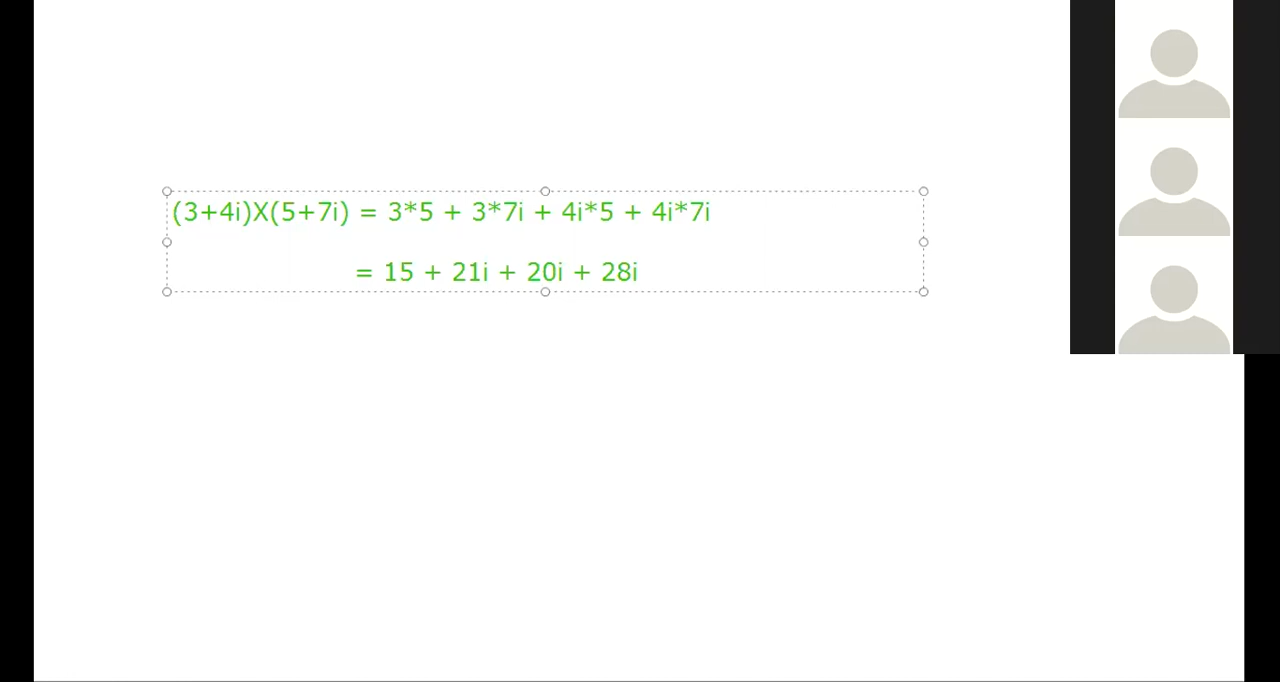 (3+4i)X(5+7i) = 3*5 + 3*7i + 4i*5 + 4i*7i
= 15 + 21i + 20i + 28i